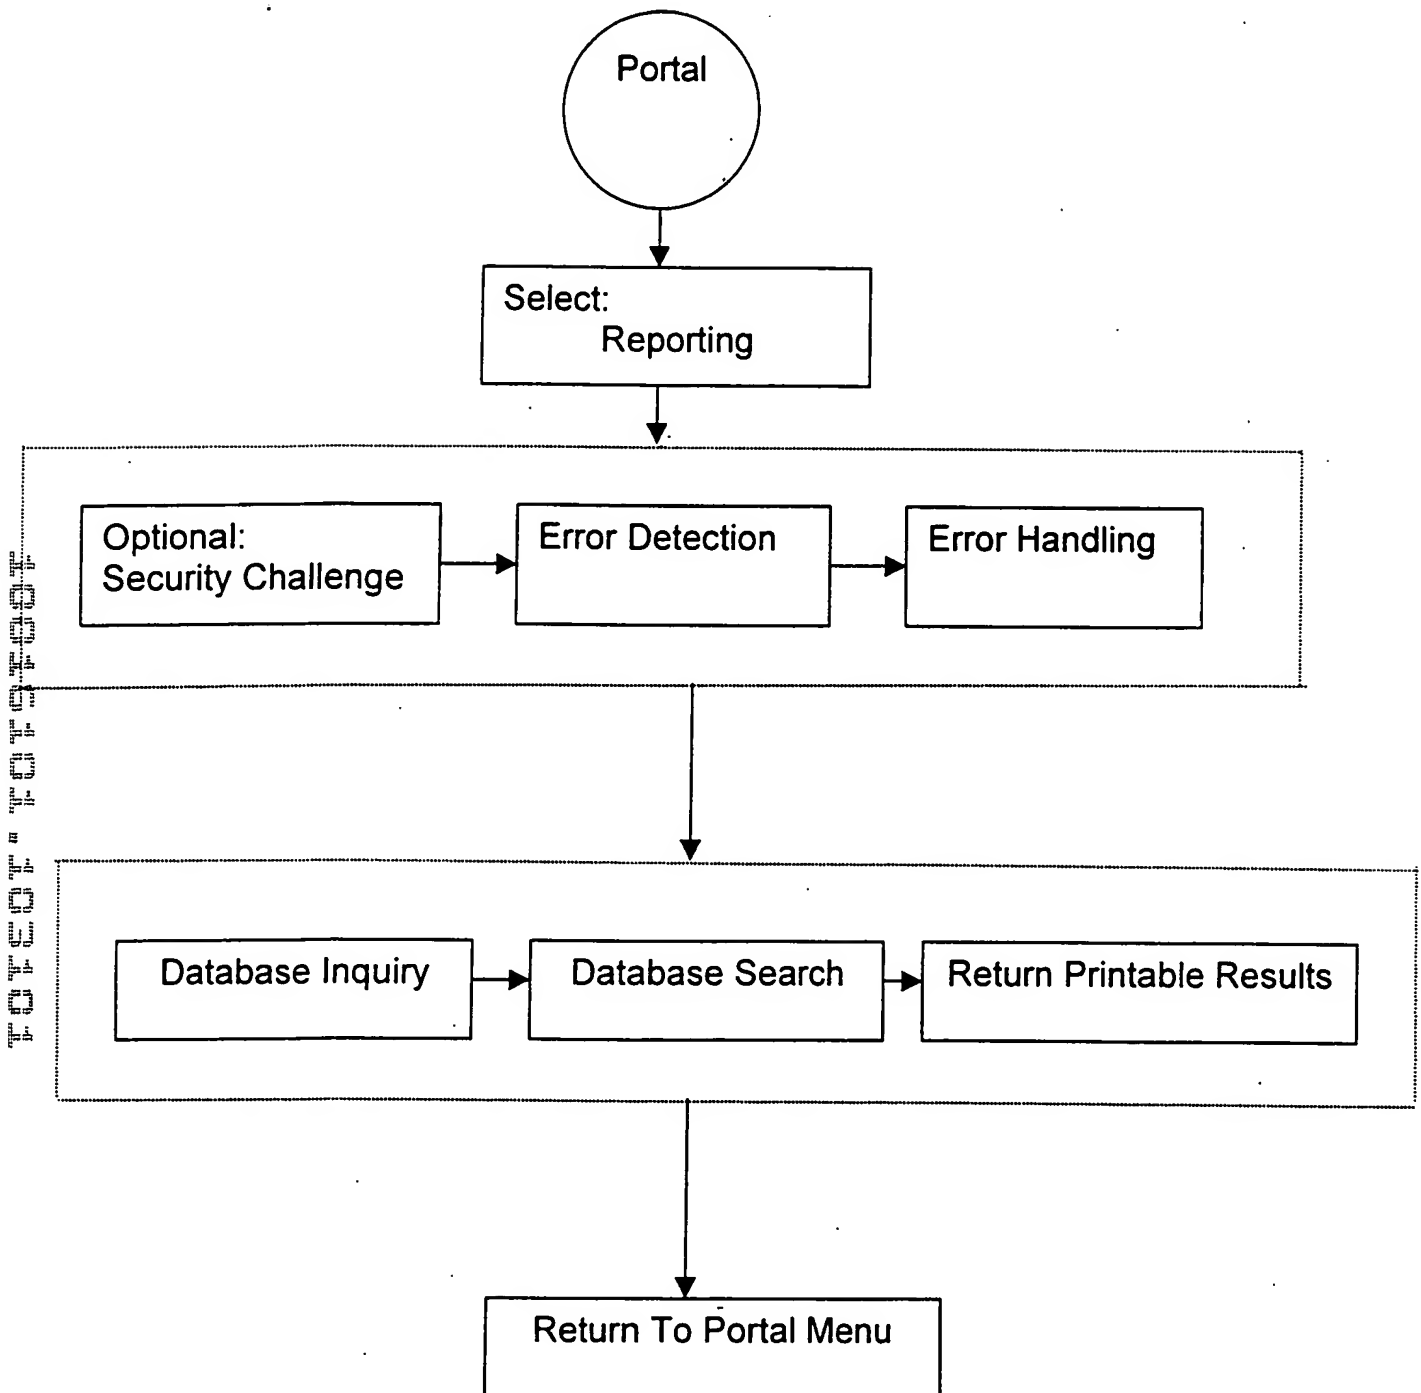 Portal
Select:
Reporting
Optional:
Security Challenge
Error Detection
Error Handling
Database Inquiry
Database Search
Return Printable Results
Return To Portal Menu